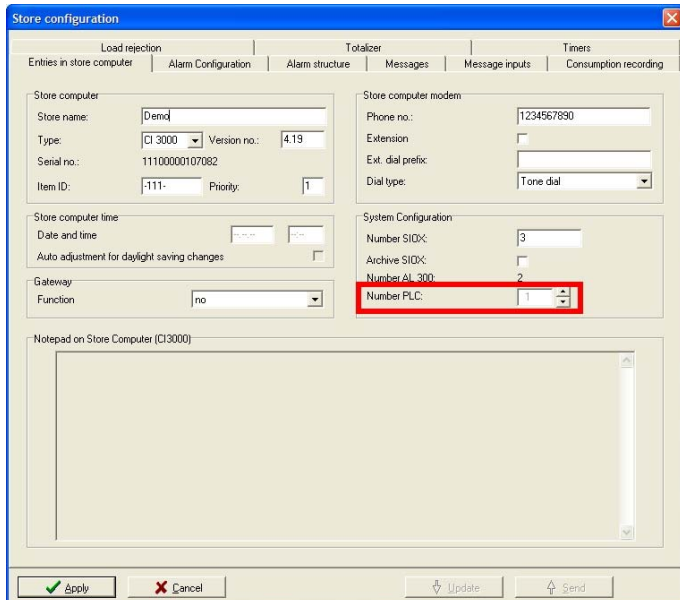 Store configuration
Load rejection Totalizer Timers
Entries in store computer Alarm Configuration Alarm structure Messages Message inputs Consumption recording
Store computer
Store name: Demo
Type: CI 3000 Version no.: 4.19
Serial no.: 11100000107082
Item ID: -111- Priority: 1
Store computer modem
Phone no.: 1234567890
Extension
Ext. dial prefix:
Dial type: Tone dial
Store computer time
Date and time --.--.-- --:--
Auto adjustment for daylight saving changes
Gateway
Function no
System Configuration
Number SIOX: 3
Archive SIOX:
Number AL 300: 2
Number PLC: 1
Notepad on Store Computer (CI3000)
Apply Cancel Update Send